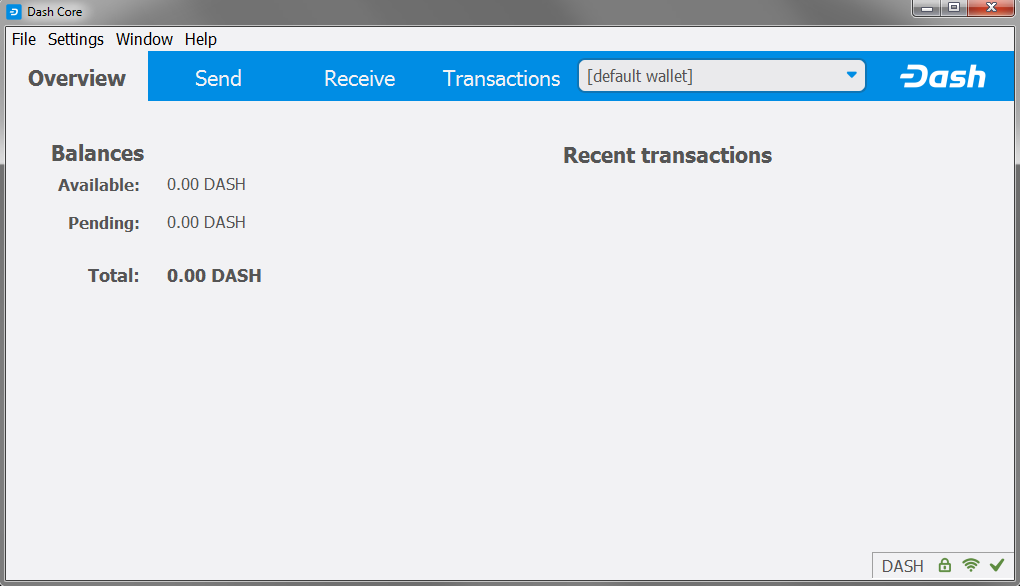 Dash Core
File Settings Window Help
Overview Send Receive Transactions [default wallet] Dash
Balances
Available: 0.00 DASH
Pending: 0.00 DASH
Total: 0.00 DASH
Recent transactions
DASH